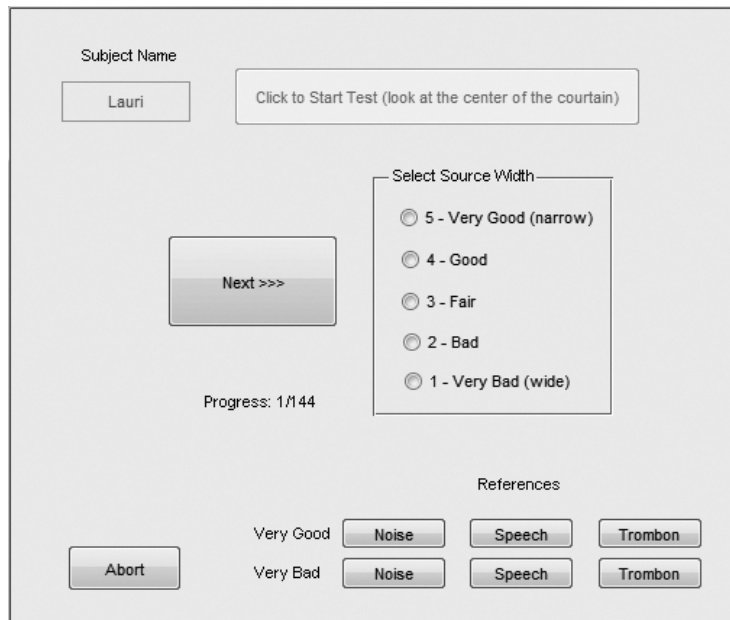 Subject Name
Lauri
Click to Start Test (look at the center of the courtain)
Select Source Width
5 - Very Good (narrow)
4 - Good
3 - Fair
2 - Bad
1 - Very Bad (wide)
Next >>>
Progress: 1/144
References
Very Good Noise Speech Trombon
Very Bad Noise Speech Trombon
Abort